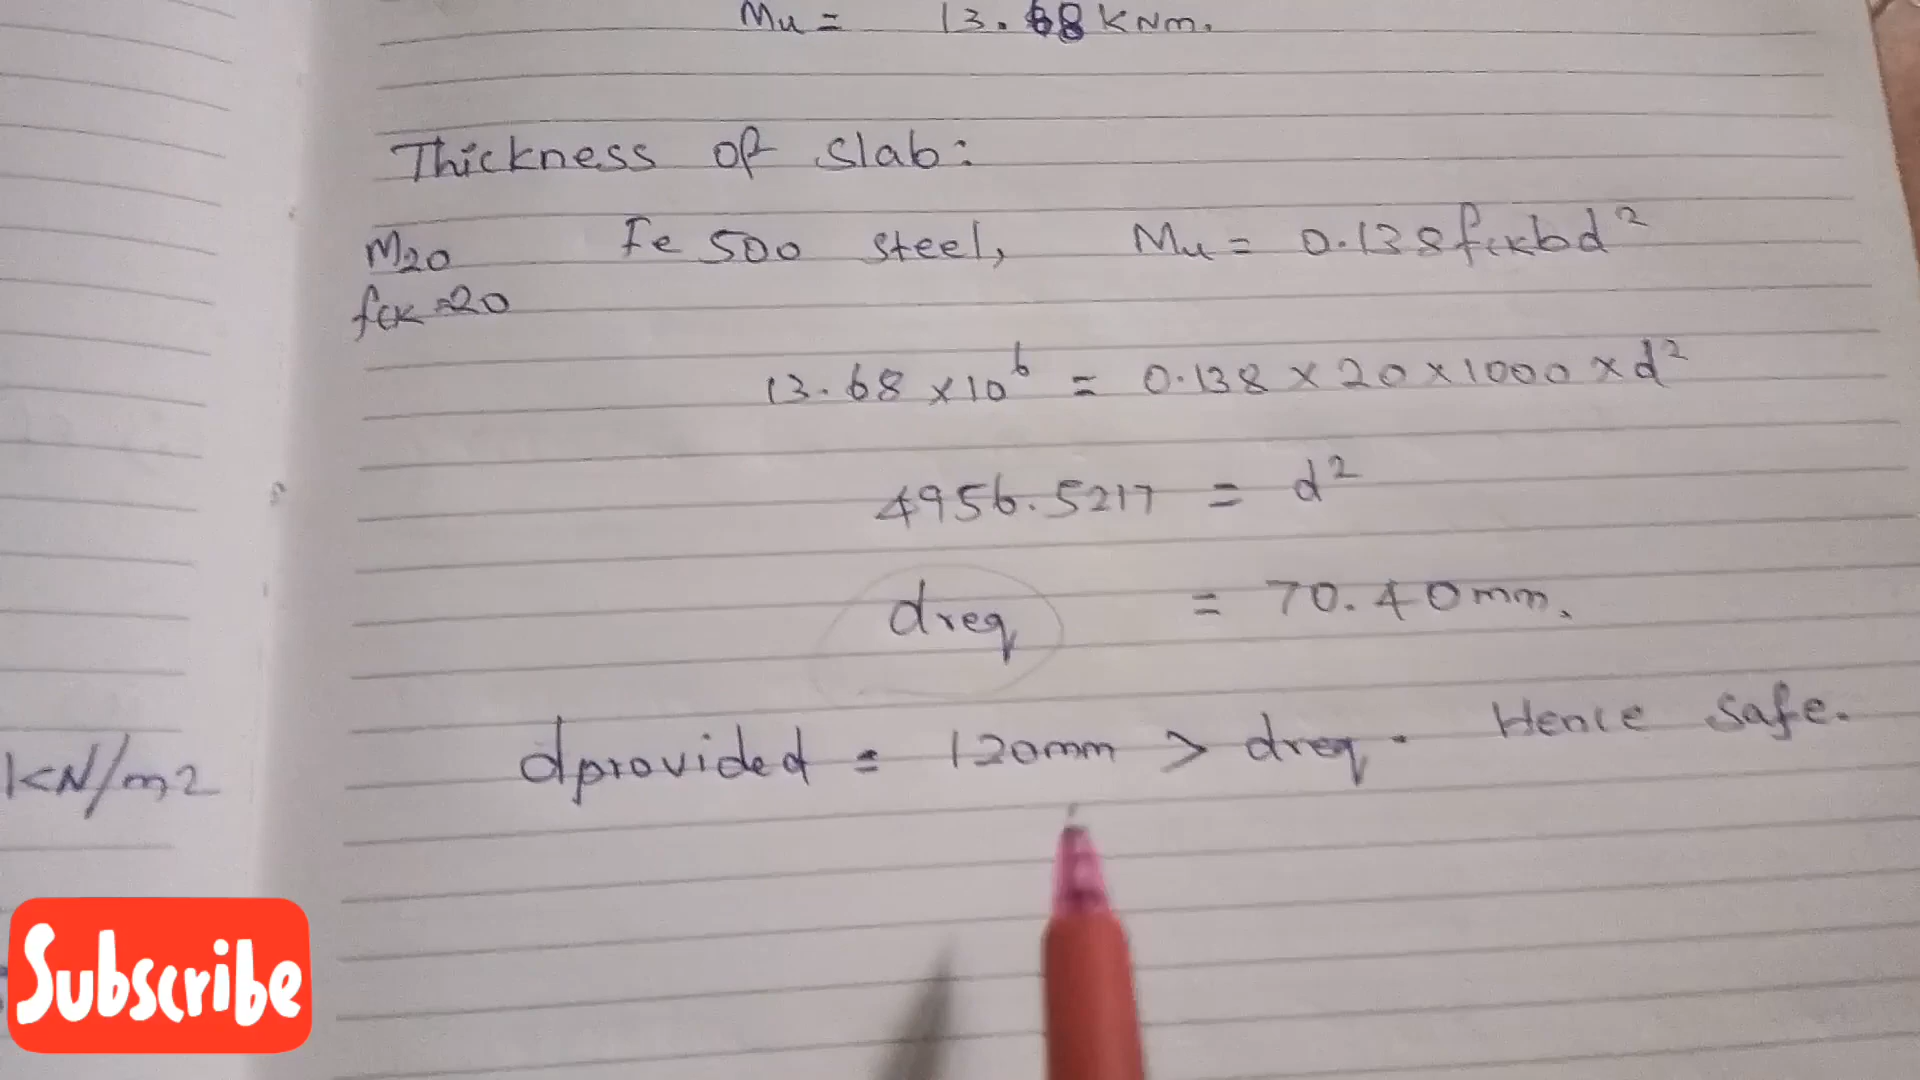 Mu = 13.68 KNm.
Thickness of slab:
M20 Fe 500 steel, Mu = 0.138fckbd²
fck=20
13.68 ×10⁶ = 0.138 × 20 ×1000 × d²
4956.5217 = d²
dreq = 70.40mm.
dprovided = 120mm > dreq. Hence safe.
KN/m2
Subscribe